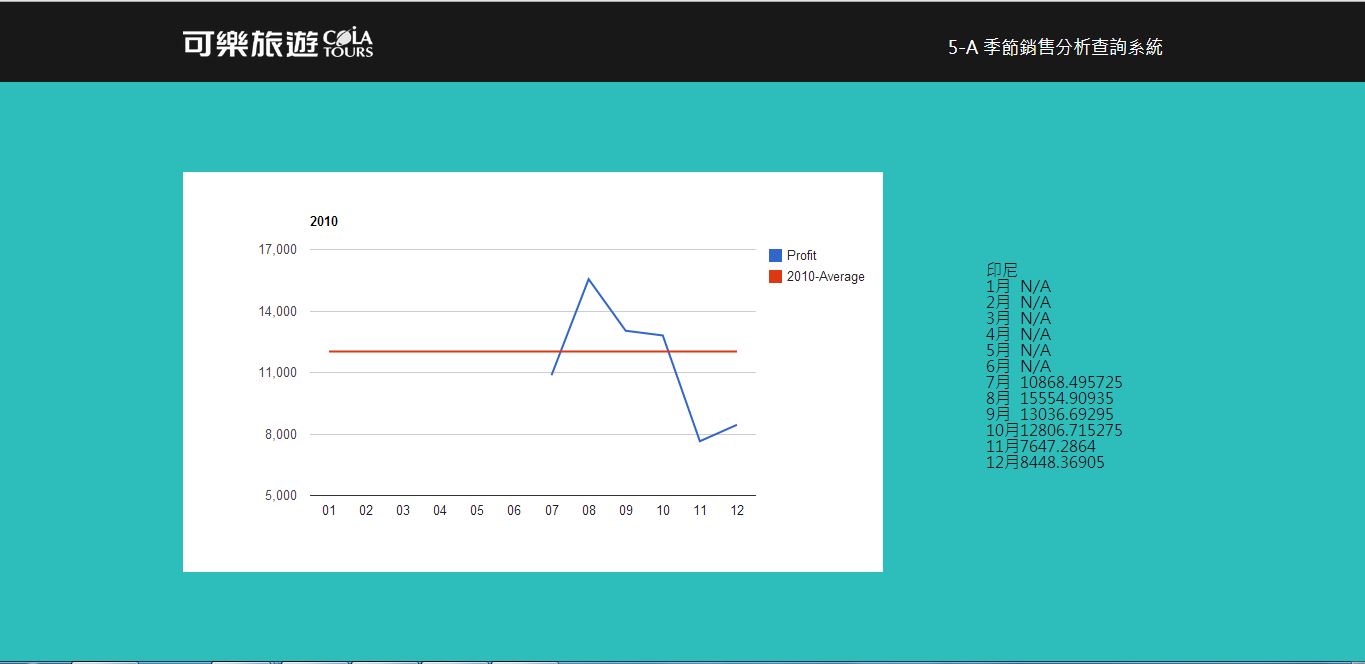 可樂旅遊 COLA TOURS
5-A 季節銷售分析查詢系統
2010
17,000
14,000
11,000
8,000
5,000
01 02 03 04 05 06 07 08 09 10 11 12
Profit
2010-Average
印尼
1月 N/A
2月 N/A
3月 N/A
4月 N/A
5月 N/A
6月 N/A
7月 10868.495725
8月 15554.90935
9月 13036.69295
10月12806.715275
11月7647.2864
12月8448.36905